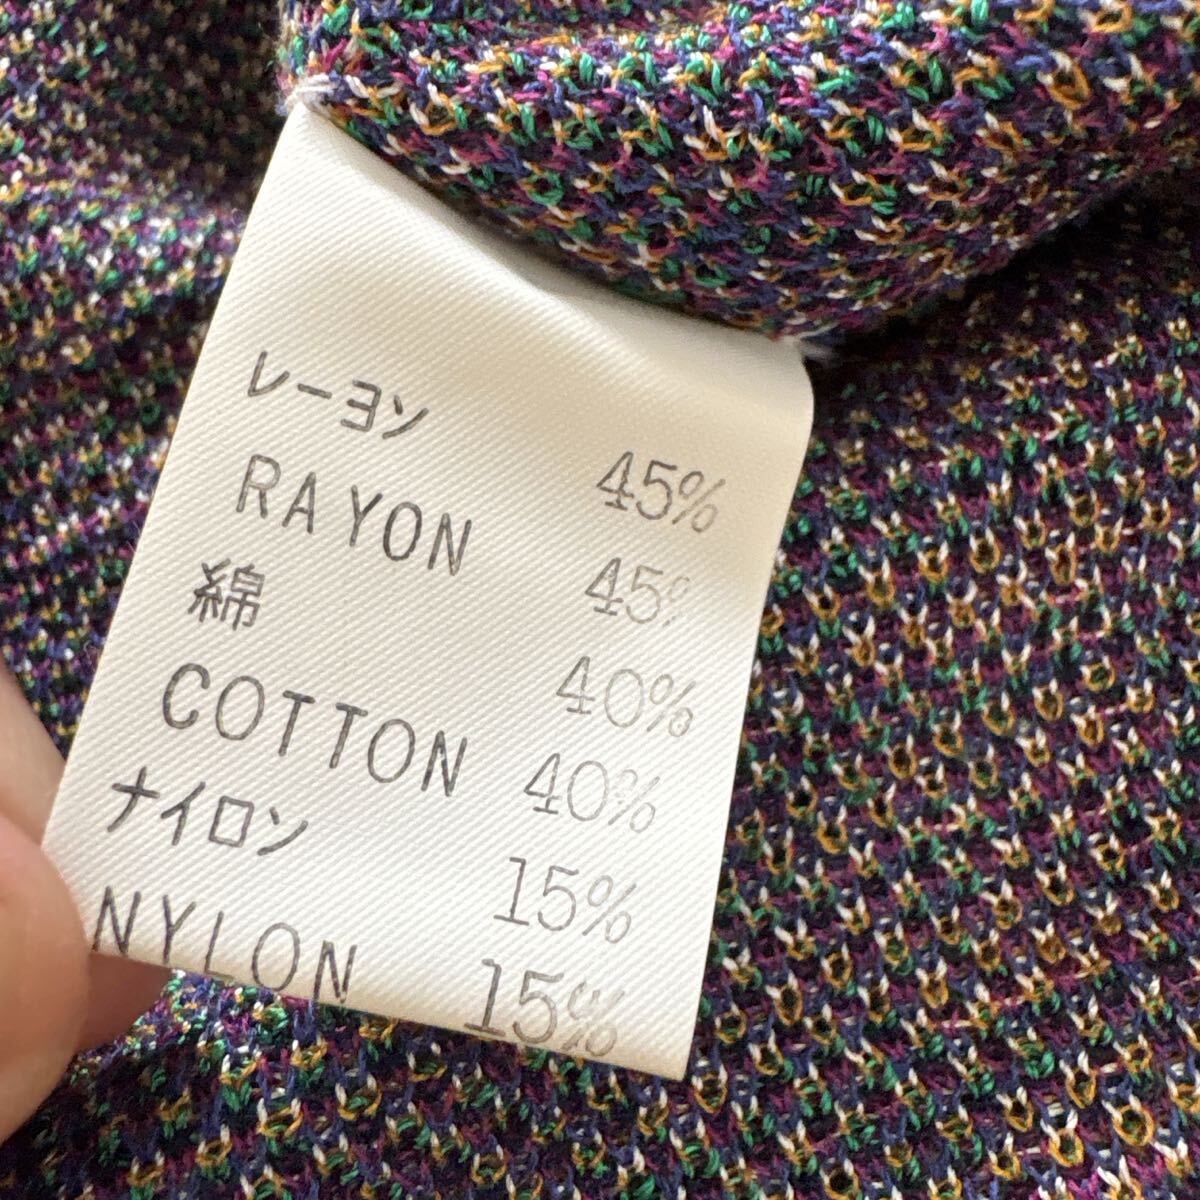 レーヨン 45%
RAYON 45%
綿 40%
COTTON 40%
ナイロン 15%
NYLON 15%